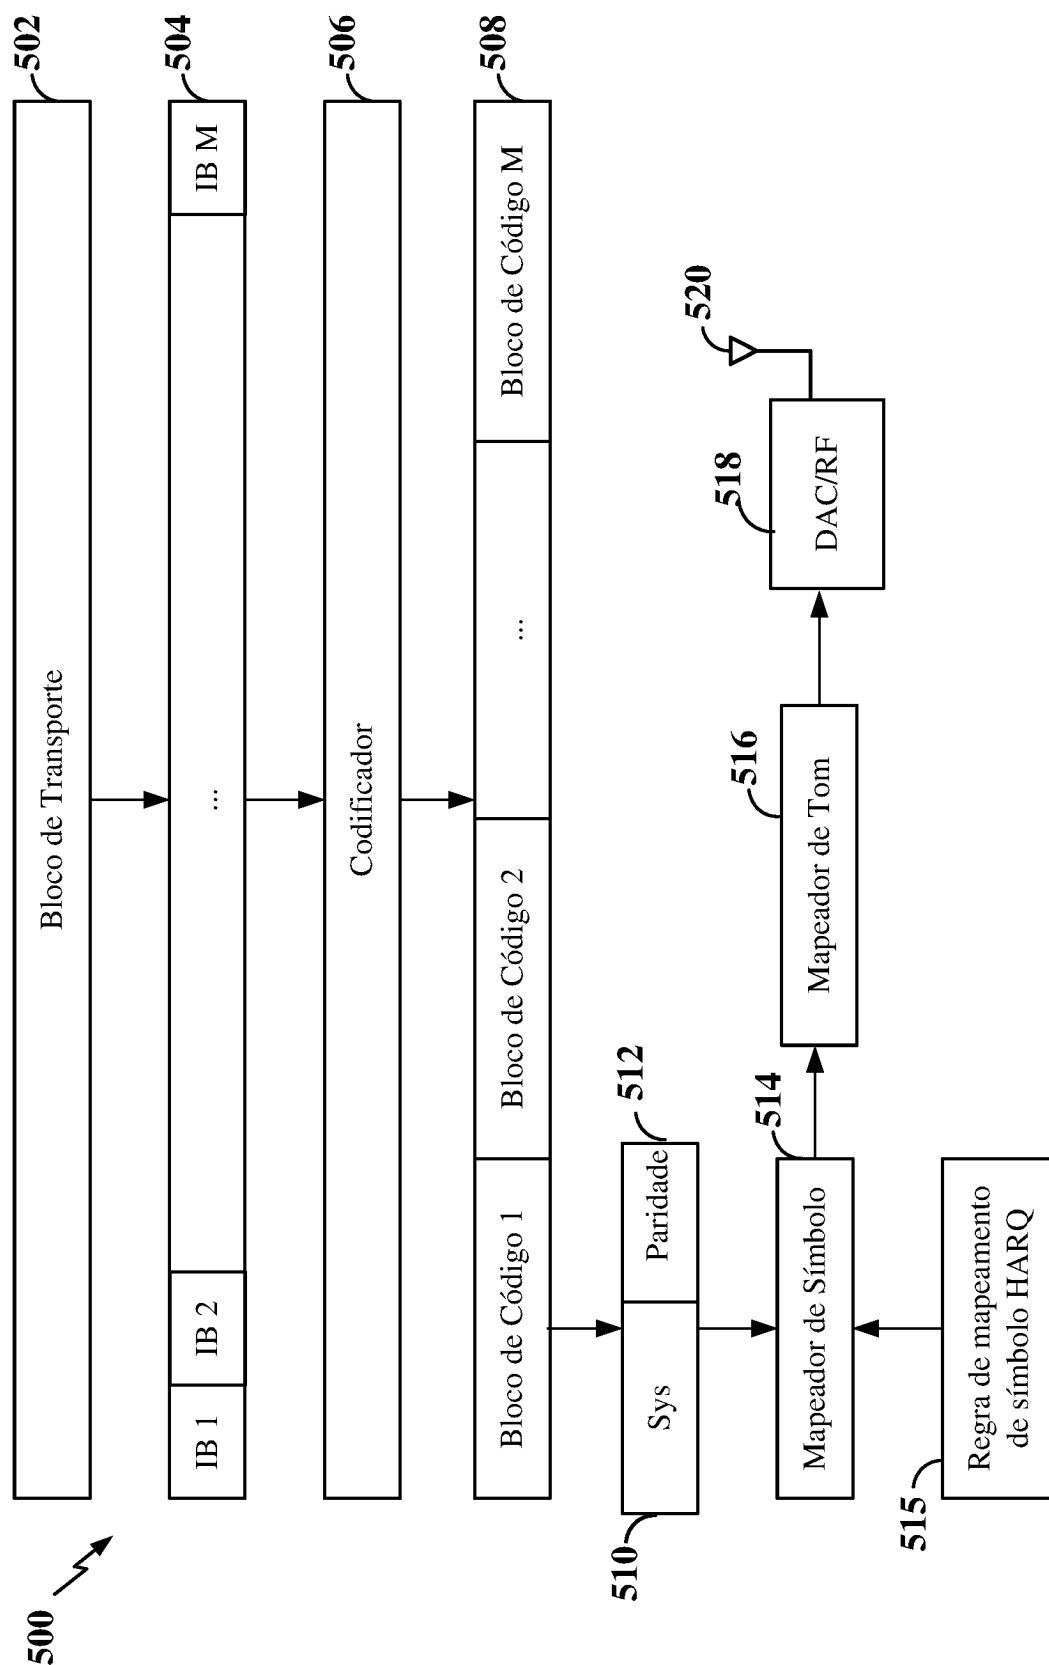 500
502
Bloco de Transporte
504
IB 1
IB 2
...
IB M
506
Codificador
508
Bloco de Código 1
Bloco de Código 2
...
Bloco de Código M
510
Sys
Paridade
512
514
Mapeador de Símbolo
515
Regra de mapeamento
de símbolo HARQ
516
Mapeador de Tom
518
DAC/RF
520